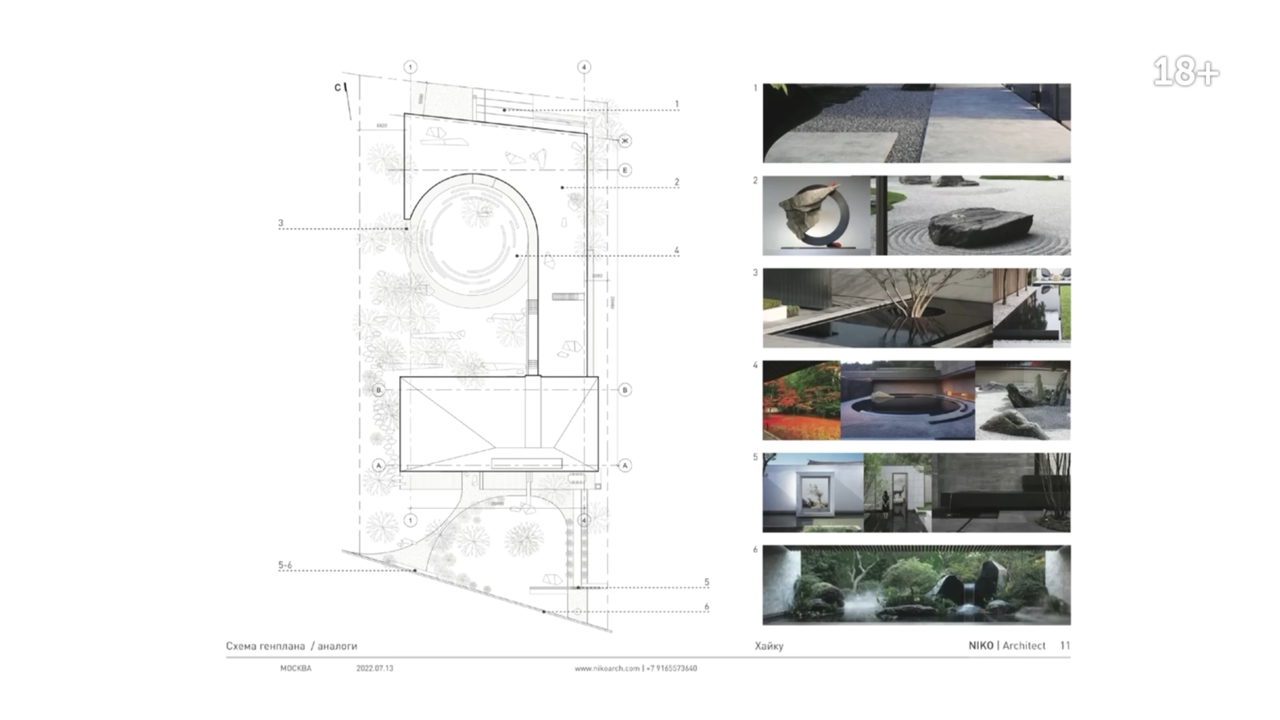 18+
1
4
С
1
Ж
Е
2
3
4
В
В
А
А
1
4
5-6
5
6
1
2
3
4
5
6
Схема генплана / аналоги
Хайку
NIKO | Architect 11
МОСКВА
2022.07.13
www.nikoarch.com | +7 9165573640